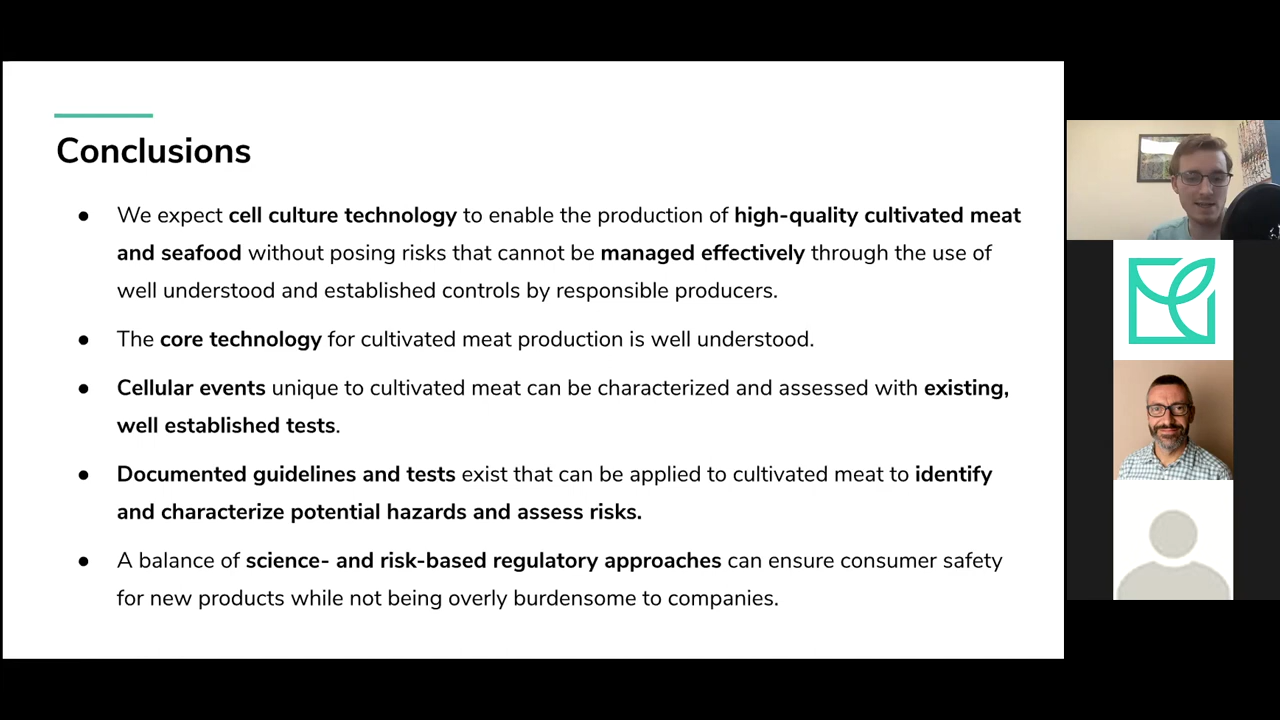 Conclusions
● We expect cell culture technology to enable the production of high-quality cultivated meat
and seafood without posing risks that cannot be managed effectively through the use of
well understood and established controls by responsible producers.
● The core technology for cultivated meat production is well understood.
● Cellular events unique to cultivated meat can be characterized and assessed with existing,
well established tests.
● Documented guidelines and tests exist that can be applied to cultivated meat to identify
and characterize potential hazards and assess risks.
● A balance of science- and risk-based regulatory approaches can ensure consumer safety
for new products while not being overly burdensome to companies.